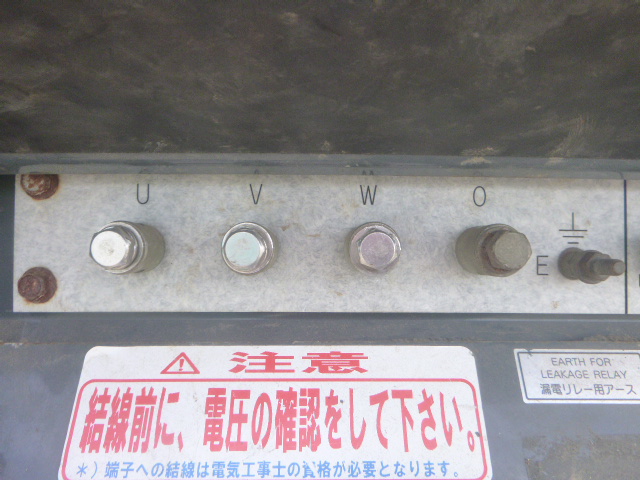 U V W O
E
EARTH FOR
LEAKAGE RELAY
漏電リレー用アース
注意
結線前に、電圧の確認をして下さい。
*）端子への結線は電気工事士の資格が必要となります。